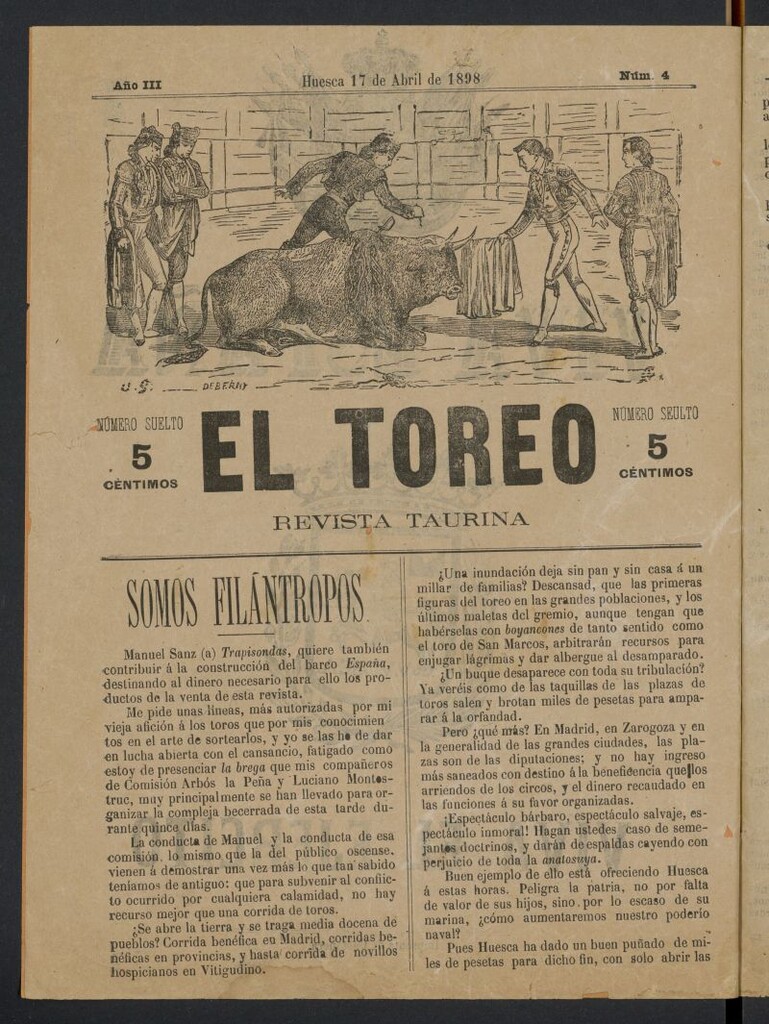 Año III
Huesca 17 de Abril de 1898
Núm. 4
DEBERNY
NÚMERO SUELTO
5
CÉNTIMOS
EL TOREO
NÚMERO SEULTO
5
CÉNTIMOS
REVISTA TAURINA
SOMOS FILÁNTROPOS
Manuel Sanz (a) Trapisondas, quiere también
contribuir á la construcción del barco España,
destinando al dinero necesario para ello los pro-
ductos de la venta de esta revista.
Me pide unas líneas, más autorizadas por mi
vieja afición á los toros que por mis conocimien
tos en el arte de sortearlos, y yo se las he de dar
en lucha abierta con el cansancio, fatigado como
estoy de presenciar la brega que mis compañeros
de Comisión Arbós la Peña y Luciano Montes-
truc, muy principalmente se han llevado para or-
ganizar la compleja becerrada de esta tarde du-
rante quince días.
La conducta de Manuel y la conducta de esa
comisión, lo mismo que la del público oscense,
vienen á demostrar una vez más lo que tan sabido
teníamos de antiguo: que para subvenir al conflic-
to ocurrido por cualquiera calamidad, no hay
recurso mejor que una corrida de toros.
¿Se abre la tierra y se traga media docena de
pueblos? Corrida benéfica en Madrid, corridas be-
néficas en provincias, y hasta corrida de novillos
hospicianos en Vitigudino.
¿Una inundación deja sin pan y sin casa á un
millar de familias? Descansad, que las primeras
figuras del toreo en las grandes poblaciones, y los
últimos maletas del gremio, aunque tengan que
habérselas con boyancones de tanto sentido como
el toro de San Marcos, arbitrarán recursos para
enjugar lágrimas y dar albergue al desamparado.
¿Un buque desaparece con toda su tribulación?
Ya veréis como de las taquillas de las plazas de
toros salen y brotan miles de pesetas para ampa-
rar á la orfandad.
Pero ¿qué más? En Madrid, en Zaragoza y en
la generalidad de las grandes ciudades, las pla-
zas son de las diputaciones; y no hay ingreso
más saneados con destino á la beneficencia que los
arriendos de los circos, y el dinero recaudado en
las funciones á su favor organizadas.
¡Espectáculo bárbaro, espectáculo salvaje, es-
pectáculo inmoral! Hagan ustedes caso de seme-
jantes doctrinos, y darán de espaldas cayendo con
perjuicio de toda la anatosuya.
Buen ejemplo de ello está ofreciendo Huesca
á estas horas. Peligra la patria, no por falta
de valor de sus hijos, sino por lo escaso de su
marina, ¿cómo aumentaremos nuestro poderío
naval?
Pues Huesca ha dado un buen puñado de mi-
les de pesetas para dicho fin, con solo abrir las